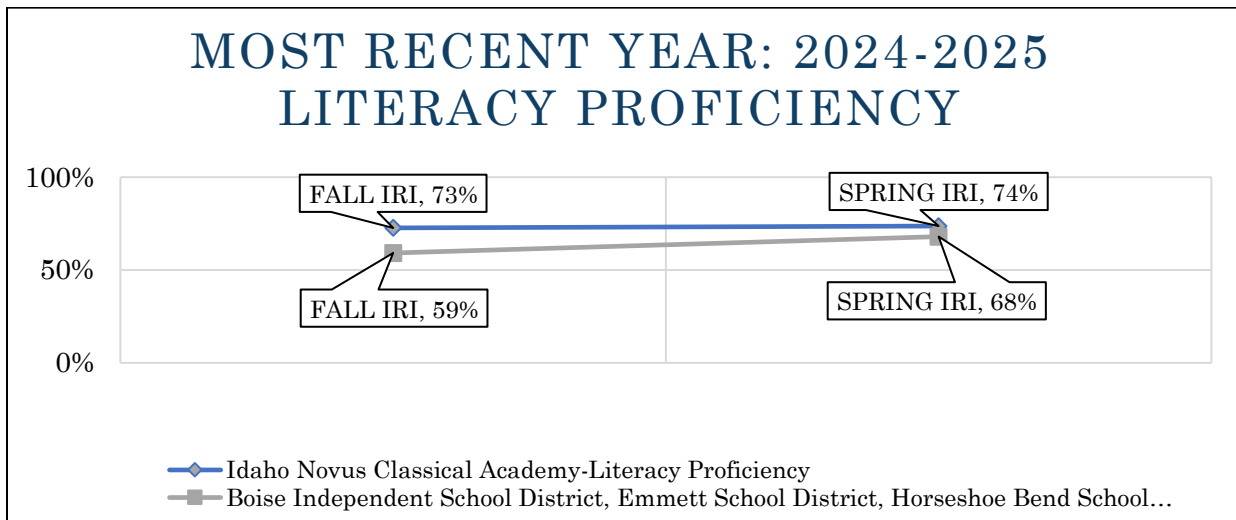 MOST RECENT YEAR: 2024-2025
LITERACY PROFICIENCY
100%
FALL IRI, 73%
SPRING IRI, 74%
50%
FALL IRI, 59%
SPRING IRI, 68%
0%
Idaho Novus Classical Academy-Literacy Proficiency
Boise Independent School District, Emmett School District, Horseshoe Bend School…